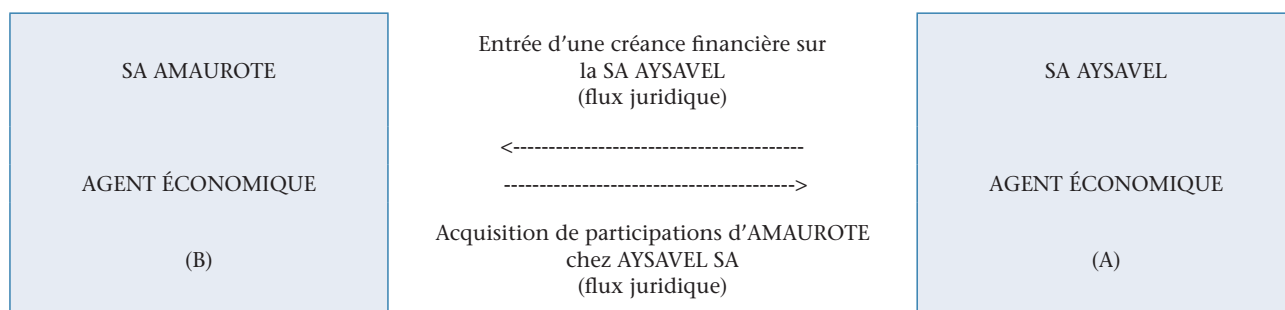 SA AMAUROTE
AGENT ÉCONOMIQUE
(B)
Entrée d’une créance financière sur
la SA AYSAVEL
(flux juridique)
<-----------------------------------------
----------------------------------------->
Acquisition de participations d’AMAUROTE
chez AYSAVEL SA
(flux juridique)
SA AYSAVEL
AGENT ÉCONOMIQUE
(A)